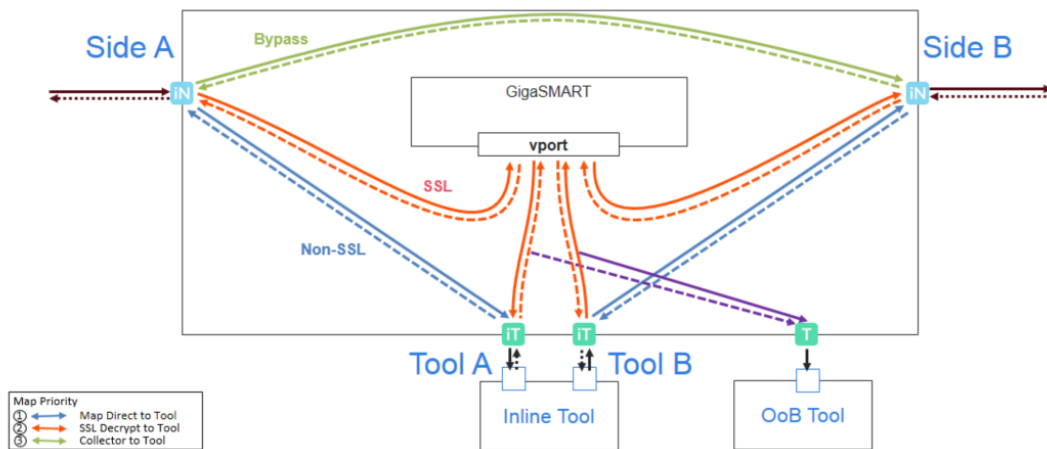 Side A
Bypass
Side B
iN
iN
GigaSMART
vport
SSL
Non-SSL
iT
iT
T
Tool A
Tool B
Inline Tool
OoB Tool
Map Priority
1 Map Direct to Tool
2 SSL Decrypt to Tool
3 Collector to Tool